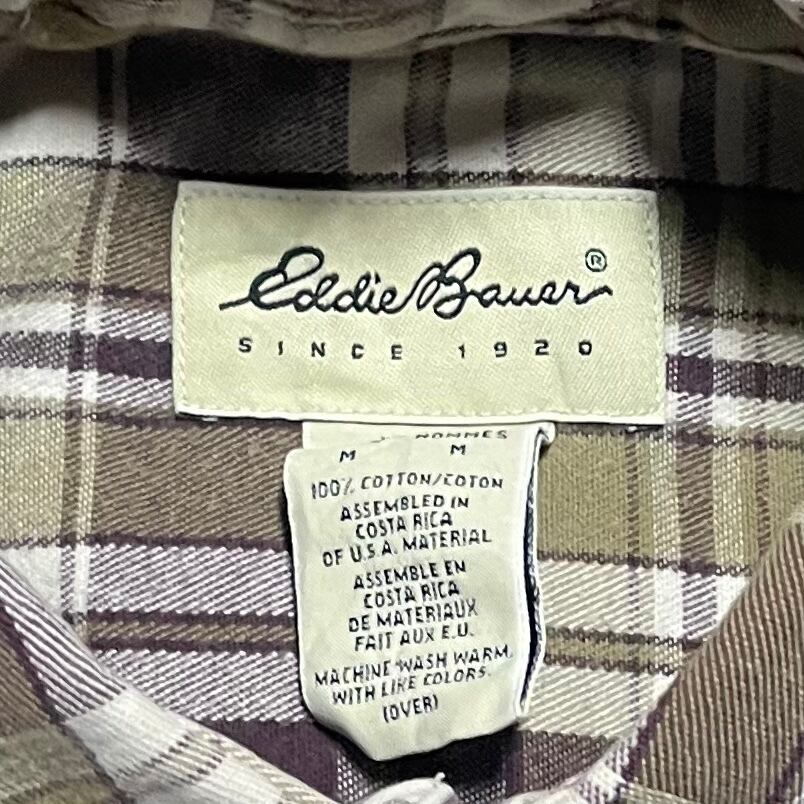 Eddie Bauer®
SINCE 1920
HOMMES
M M
100% COTTON/COTON
ASSEMBLED IN
COSTA RICA
OF U.S.A. MATERIAL
ASSEMBLE EN
COSTA RICA
DE MATERIAUX
FAIT AUX E.U.
MACHINE WASH WARM,
WITH LIKE COLORS.
(OVER)